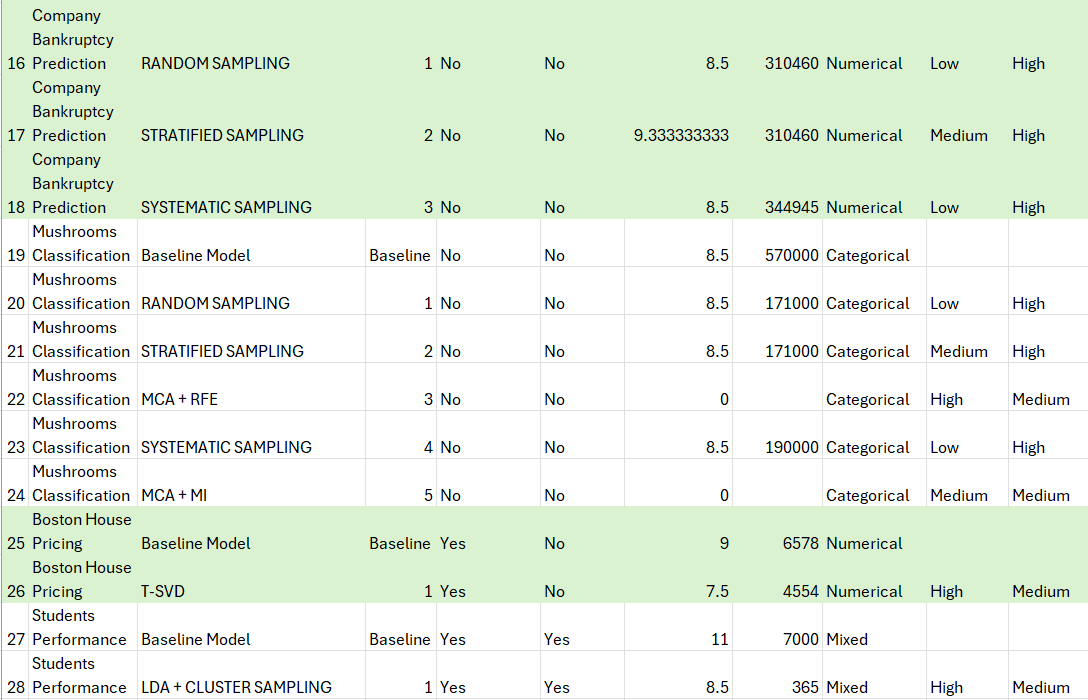 Company
Bankruptcy
16 Prediction RANDOM SAMPLING 1 No No 8.5 310460 Numerical Low High
Company
Bankruptcy
17 Prediction STRATIFIED SAMPLING 2 No No 9.333333333 310460 Numerical Medium High
Company
Bankruptcy
18 Prediction SYSTEMATIC SAMPLING 3 No No 8.5 344945 Numerical Low High
Mushrooms
19 Classification Baseline Model Baseline No No 8.5 570000 Categorical
Mushrooms
20 Classification RANDOM SAMPLING 1 No No 8.5 171000 Categorical Low High
Mushrooms
21 Classification STRATIFIED SAMPLING 2 No No 8.5 171000 Categorical Medium High
Mushrooms
22 Classification MCA + RFE 3 No No 0 Categorical High Medium
Mushrooms
23 Classification SYSTEMATIC SAMPLING 4 No No 8.5 190000 Categorical Low High
Mushrooms
24 Classification MCA + MI 5 No No 0 Categorical Medium Medium
Boston House
25 Pricing Baseline Model Baseline Yes No 9 6578 Numerical
Boston House
26 Pricing T-SVD 1 Yes No 7.5 4554 Numerical High Medium
Students
27 Performance Baseline Model Baseline Yes Yes 11 7000 Mixed
Students
28 Performance LDA + CLUSTER SAMPLING 1 Yes Yes 8.5 365 Mixed High Medium